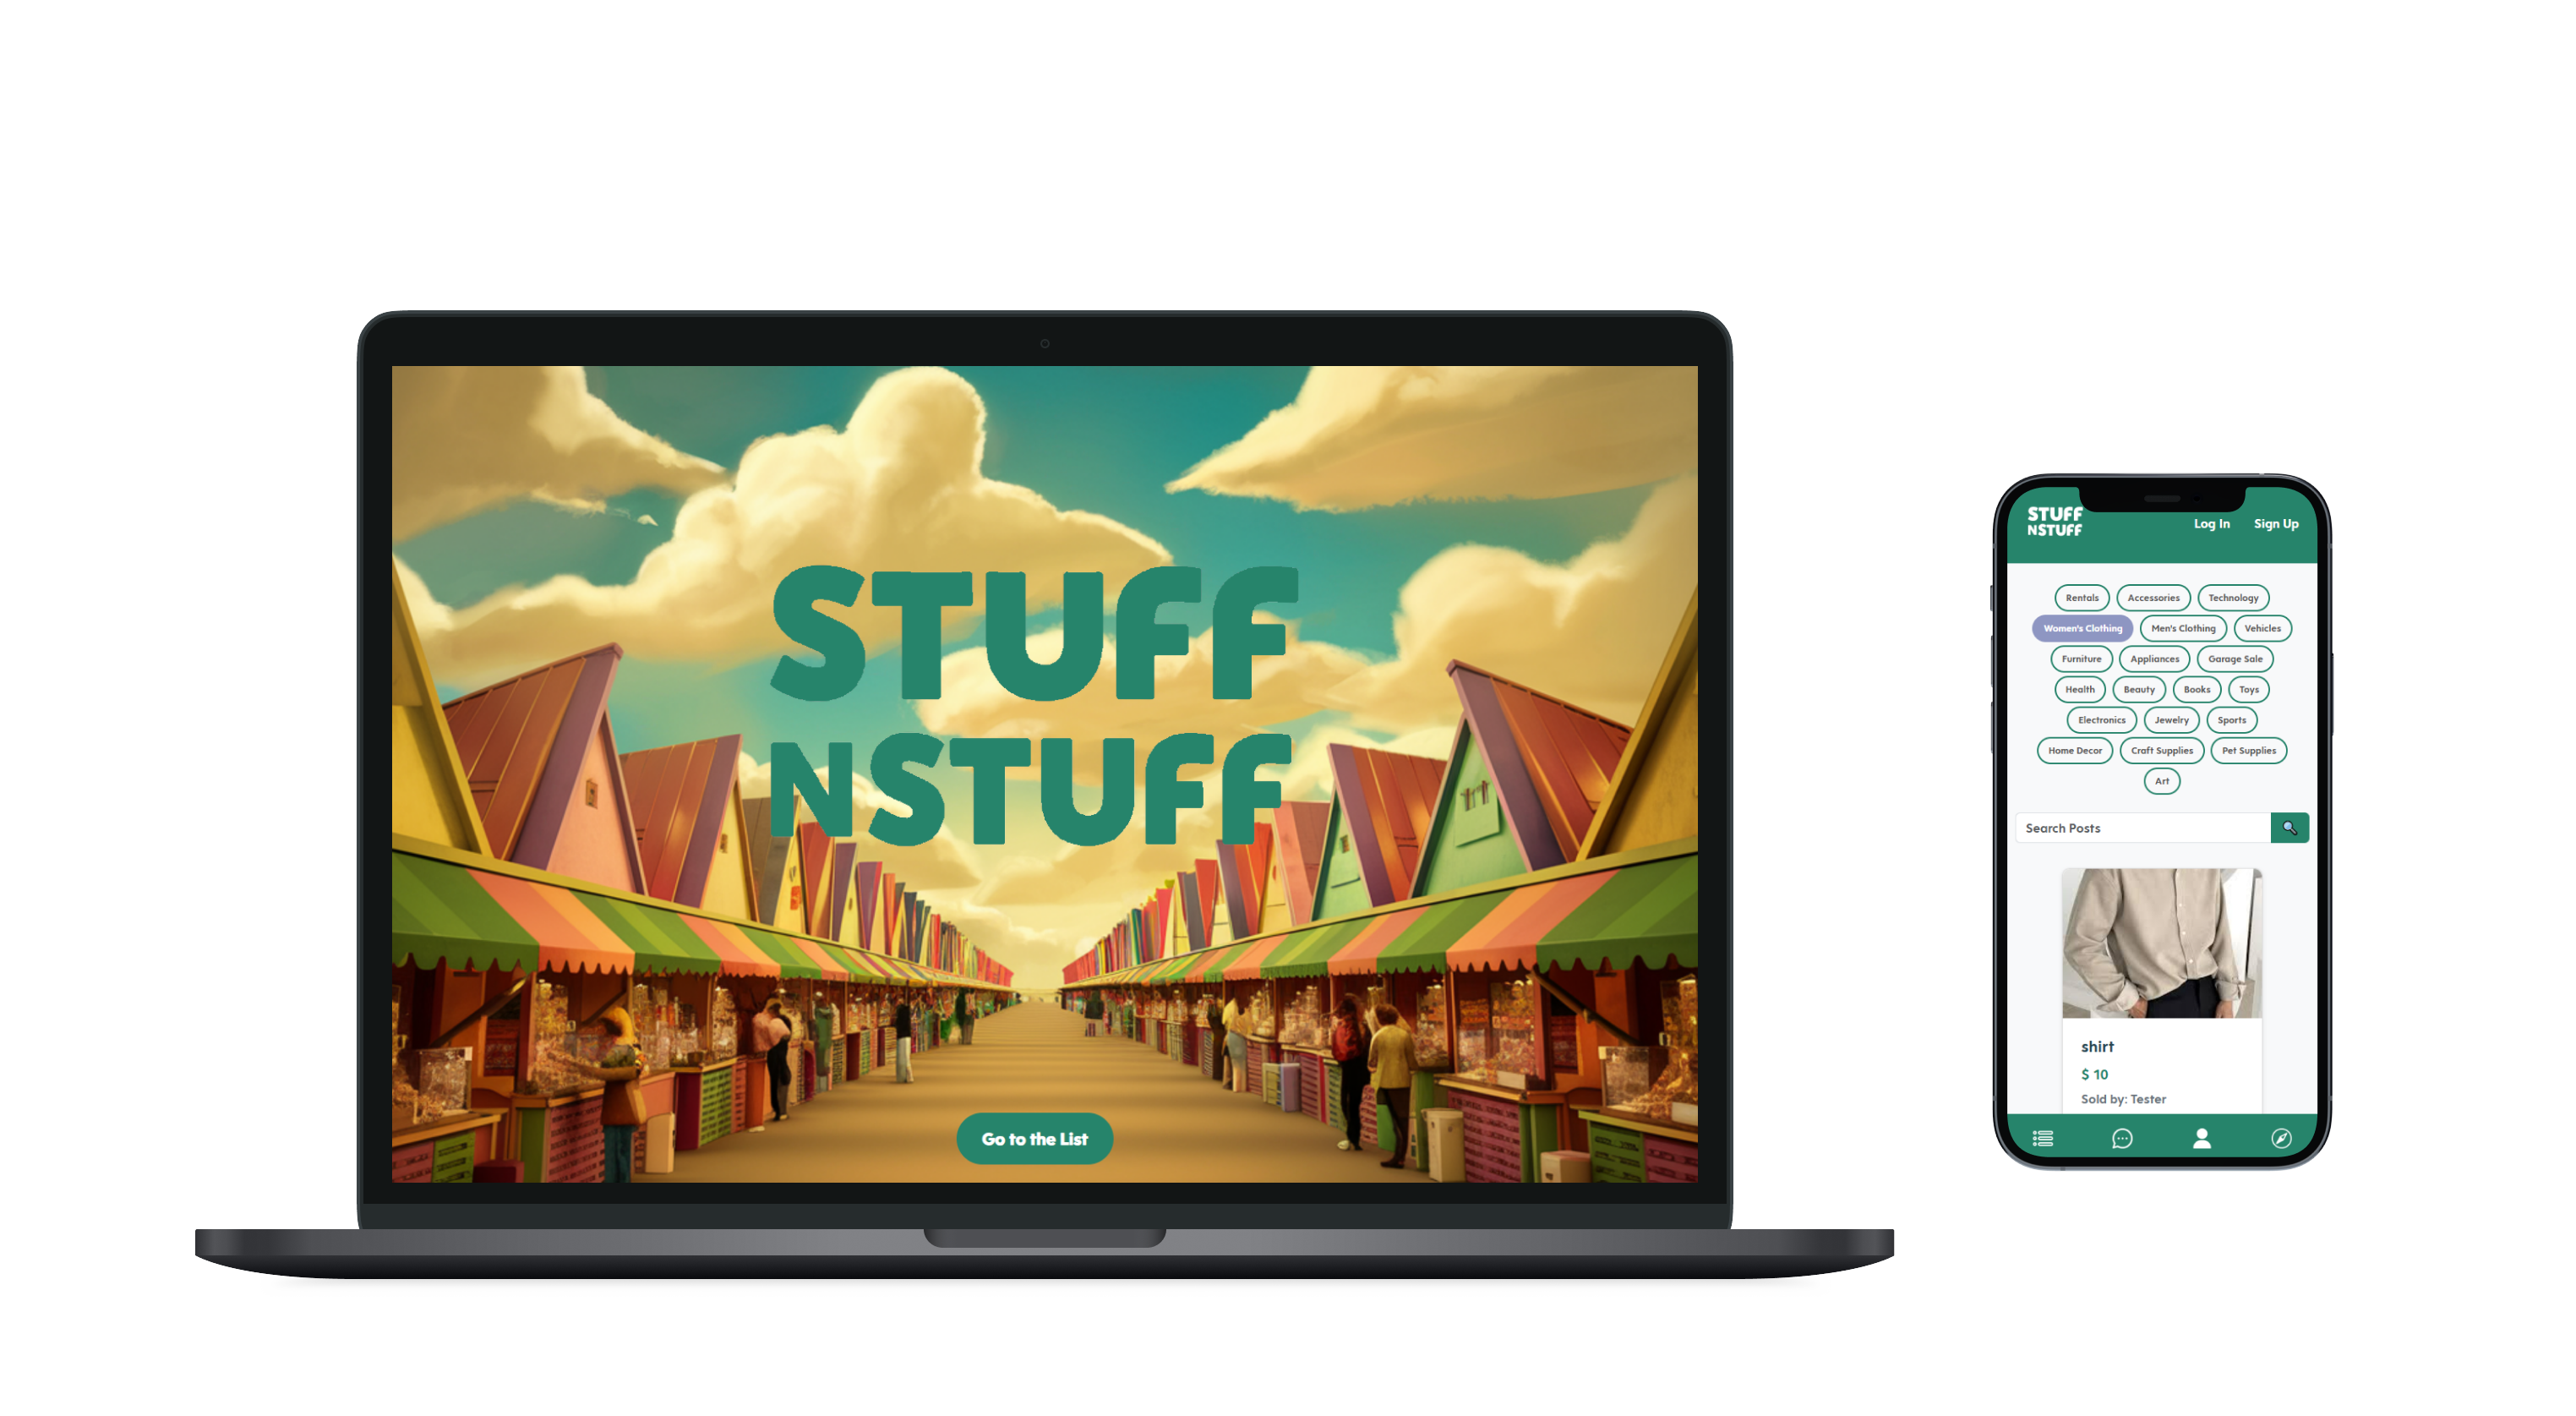 STUFF
NSTUFF
Go to the List
STUFF
NSTUFF
Log In Sign Up
Rentals Accessories Technology
Women's Clothing Men's Clothing Vehicles
Furniture Appliances Garage Sale
Health Beauty Books Toys
Electronics Jewelry Sports
Home Decor Craft Supplies Pet Supplies
Art
Search Posts
shirt
$ 10
Sold by: Tester